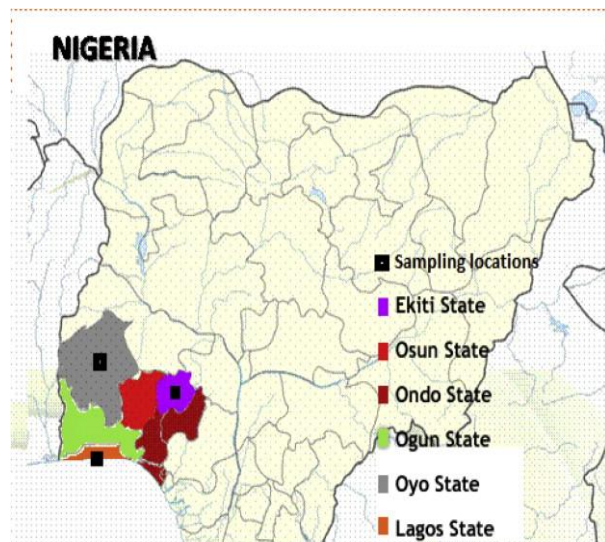 NIGERIA
Sampling locations
Ekiti State
Osun State
Ondo State
Ogun State
Oyo State
Lagos State